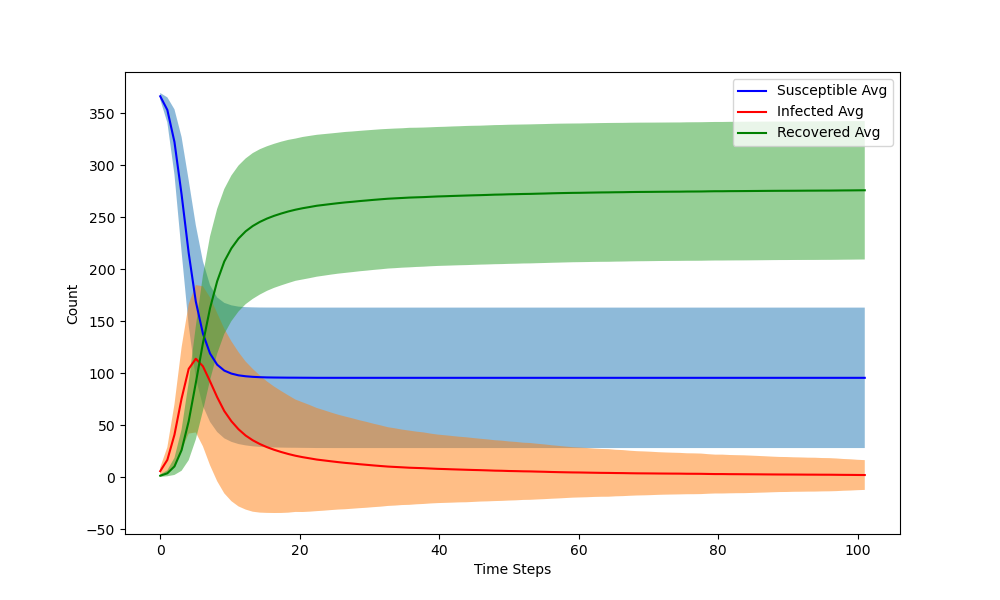 Susceptible Avg
Infected Avg
Recovered Avg
Count
350
300
250
200
150
100
50
0
−50
0 20 40 60 80 100
Time Steps